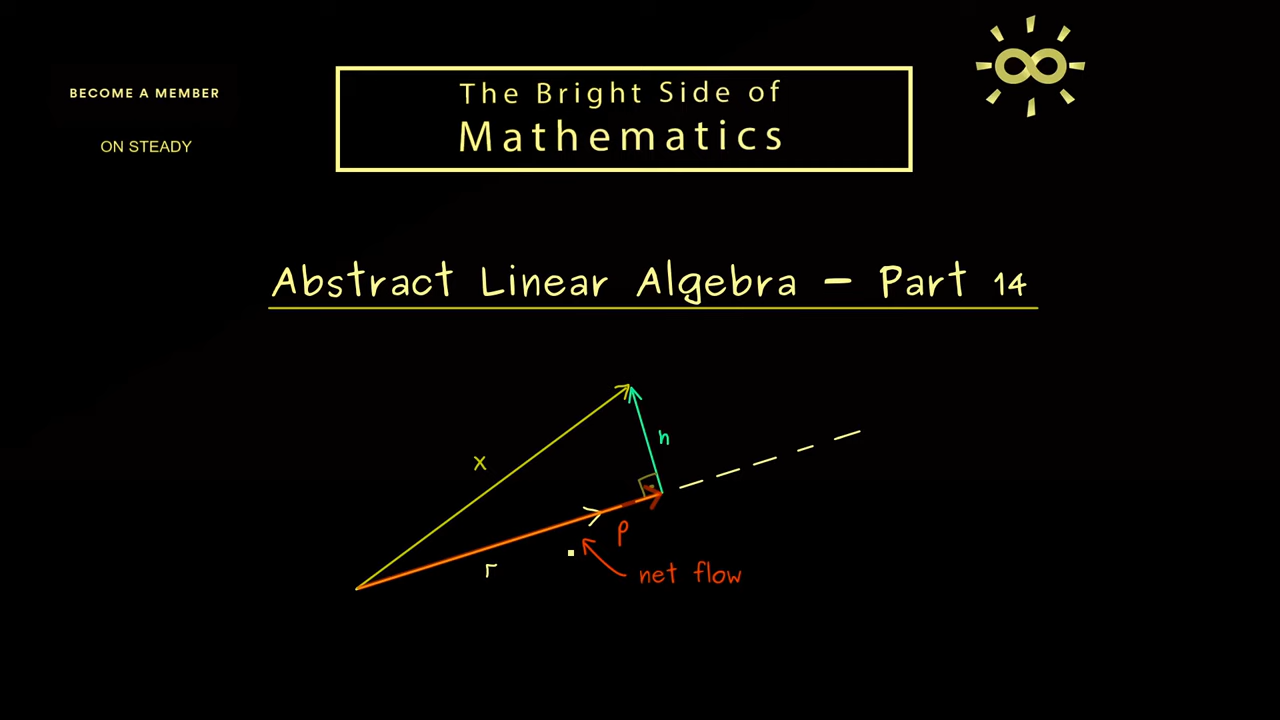 BECOME A MEMBER
ON STEADY
The Bright Side of
Mathematics
Abstract Linear Algebra – Part 14
x
n
p
r
net flow